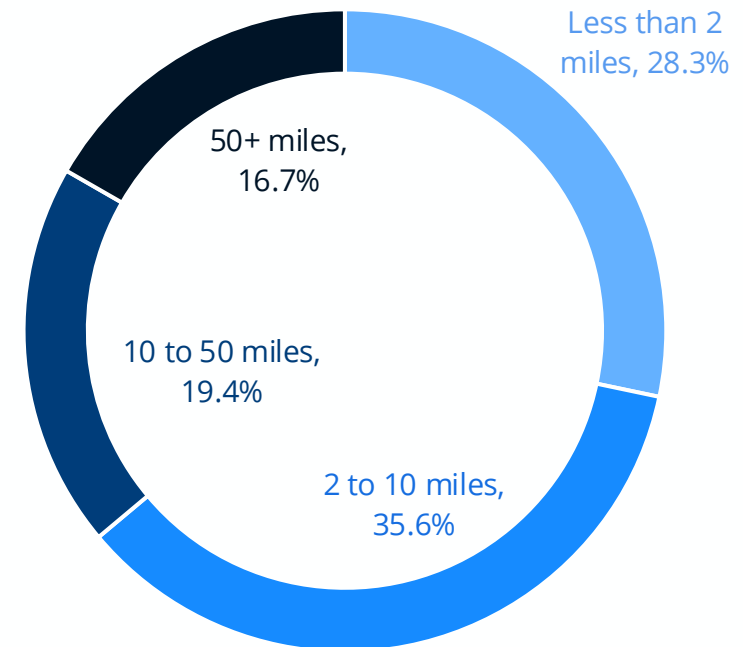 Less than 2
miles, 28.3%
50+ miles,
16.7%
10 to 50 miles,
19.4%
2 to 10 miles,
35.6%